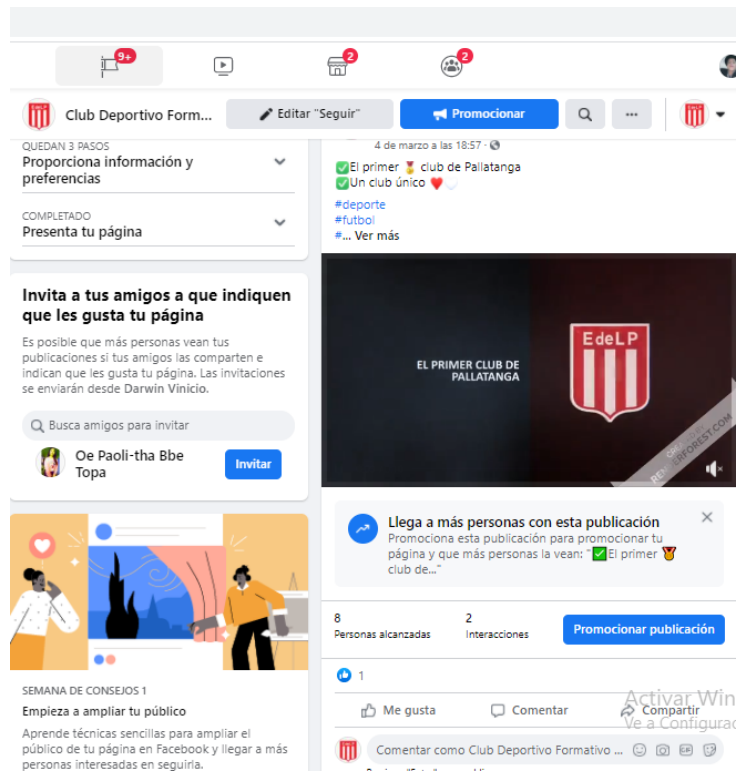 9+
2
2
Club Deportivo Form...
Editar "Seguir"
Promocionar
QUEDAN 3 PASOS
Proporciona información y
preferencias
COMPLETADO
Presenta tu página
Invita a tus amigos a que indiquen
que les gusta tu página
Es posible que más personas vean tus
publicaciones si tus amigos las comparten e
indican que les gusta tu página. Las invitaciones
se enviarán desde Darwin Vinicio.
Busca amigos para invitar
Oe Paoli-tha Bbe
Topa
Invitar
SEMANA DE CONSEJOS 1
Empieza a ampliar tu público
Aprende técnicas sencillas para ampliar el
público de tu página en Facebook y llegar a más
personas interesadas en seguirla.
4 de marzo a las 18:57 ·
✅El primer 🏅 club de Pallatanga
✅Un club único ❤️
#deporte
#futbol
#... Ver más
EL PRIMER CLUB DE
PALLATANGA
EdeLP
CREATED BY
RENDERFOREST.COM
Llega a más personas con esta publicación
Promociona esta publicación para promocionar tu
página y que más personas la vean: "✅El primer 🏅
club de..."
8
Personas alcanzadas
2
Interacciones
Promocionar publicación
1
Me gusta
Comentar
Compartir
Activar Win
Ve a Configurac
Comentar como Club Deportivo Formativo ...